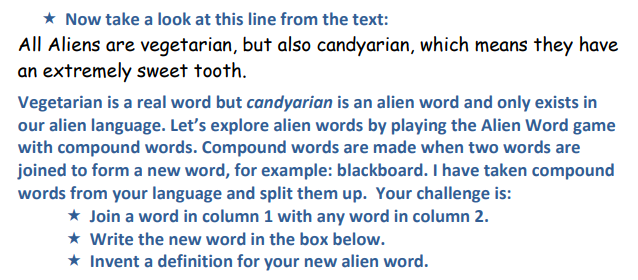 ★ Now take a look at this line from the text:
All Aliens are vegetarian, but also candyarian, which means they have
an extremely sweet tooth.
Vegetarian is a real word but candyarian is an alien word and only exists in
our alien language. Let’s explore alien words by playing the Alien Word game
with compound words. Compound words are made when two words are
joined to form a new word, for example: blackboard. I have taken compound
words from your language and split them up.  Your challenge is:
★ Join a word in column 1 with any word in column 2.
★ Write the new word in the box below.
★ Invent a definition for your new alien word.